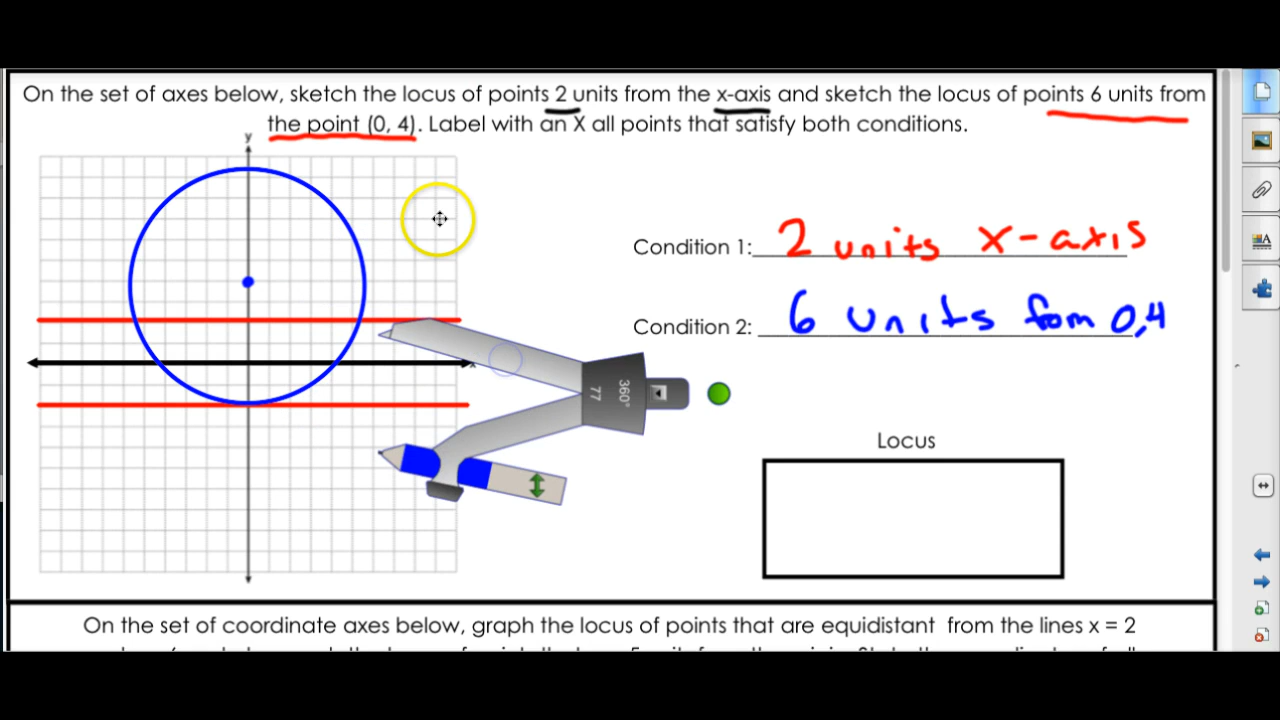 On the set of axes below, sketch the locus of points 2 units from the x-axis and sketch the locus of points 6 units from
the point (0, 4). Label with an X all points that satisfy both conditions.
y
Condition 1: 2 units x-axis
Condition 2: 6 units from 0,4
x
360°
77
Locus
On the set of coordinate axes below, graph the locus of points that are equidistant from the lines x = 2